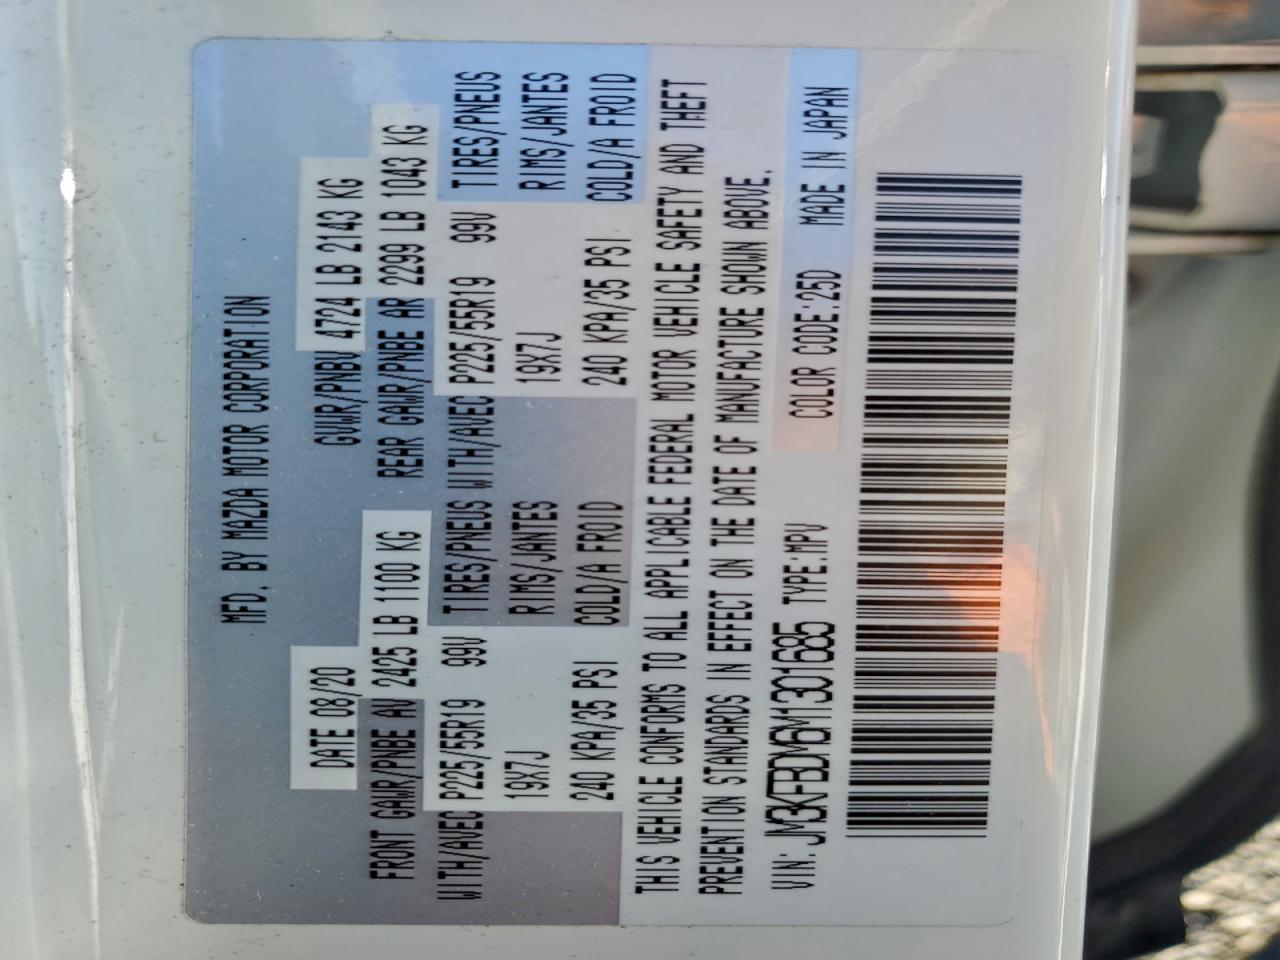 MFD. BY MAZDA MOTOR CORPORATION
DATE 08/20 GVWR/PNBV 4724 LB 2143 KG
FRONT GAWR/PNBE AV 2425 LB 1100 KG REAR GAWR/PNBE AR 2299 LB 1043 KG
WITH/AVEC P225/55R19 99V TIRES/PNEUS WITH/AVEC P225/55R19 99V TIRES/PNEUS
19X7J RIMS/JANTES 19X7J RIMS/JANTES
240 KPA/35 PSI COLD/A FROID 240 KPA/35 PSI COLD/A FROID
THIS VEHICLE CONFORMS TO ALL APPLICABLE FEDERAL MOTOR VEHICLE SAFETY AND THEFT
PREVENTION STANDARDS IN EFFECT ON THE DATE OF MANUFACTURE SHOWN ABOVE.
VIN: JM3KFBDM6M1301685 TYPE:MPV COLOR CODE:25D MADE IN JAPAN